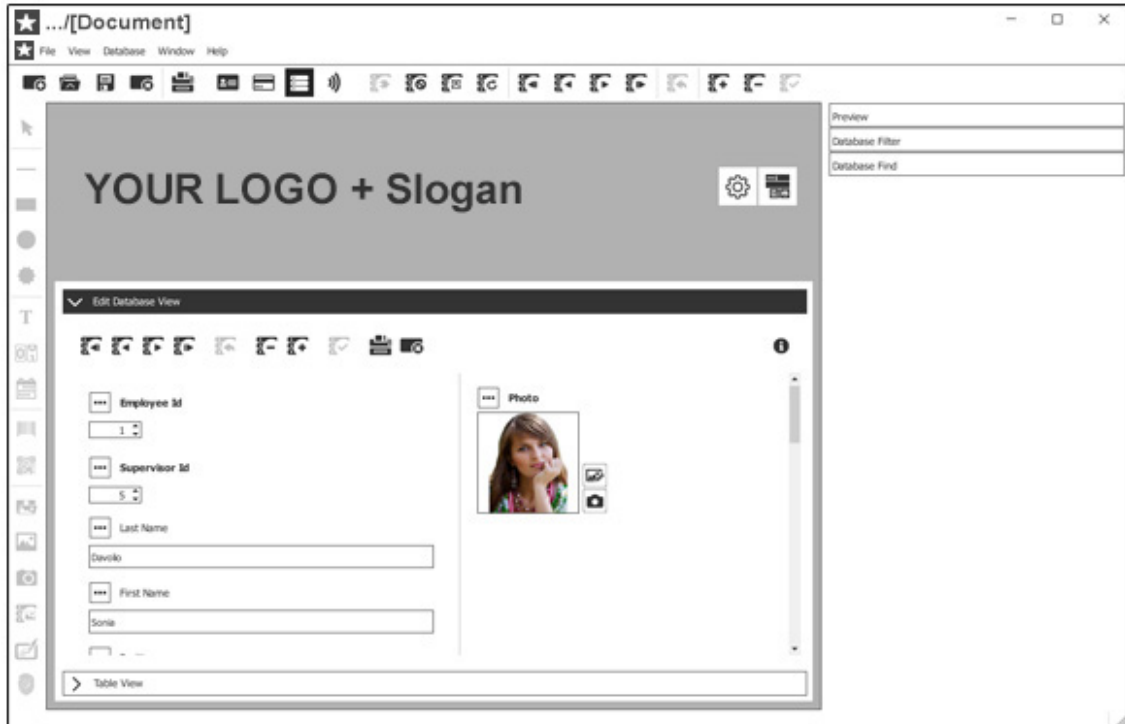 .../[Document]
File View Database Window Help
Preview
Database Filter
Database Find
YOUR LOGO + Slogan
Edit Database View
Employee Id
1
Supervisor Id
5
Last Name
Davolio
First Name
Sonia
Photo
Table View
T